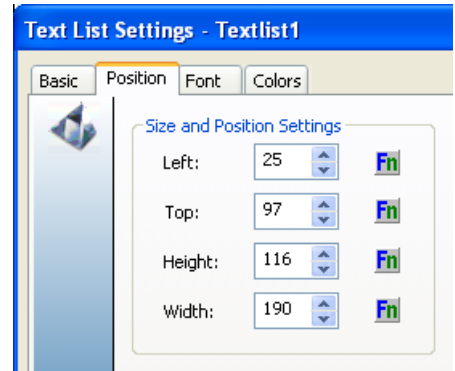 Text List Settings - Textlist1
Basic Position Font Colors
Size and Position Settings
Left: 25 Fn
Top: 97 Fn
Height: 116 Fn
Width: 190 Fn